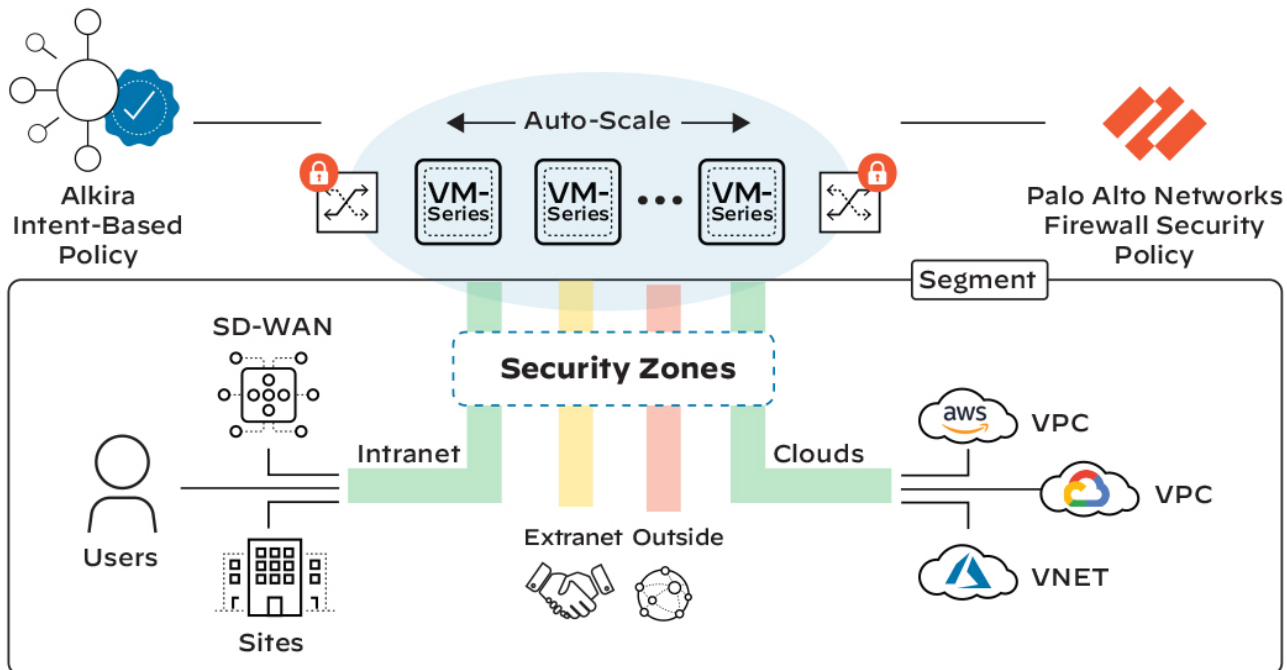 Auto-Scale
Alkira
Intent-Based
Policy
VM-
Series
VM-
Series
VM-
Series
Palo Alto Networks
Firewall Security
Policy
Segment
SD-WAN
Security Zones
Intranet
Clouds
aws
VPC
VPC
VNET
Users
Sites
Extranet
Outside